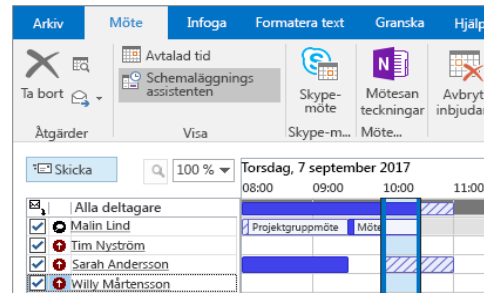 Arkiv Möte Infoga Formatera text Granska Hjälp
Ta bort
Avtalad tid
Schemaläggnings
assistenten
Skype-
möte
Mötesan
teckningar
Avbryt
inbjudan
Åtgärder Visa Skype-m... Möte...
Skicka 100 % Torsdag, 7 september 2017
08:00 09:00 10:00 11:00
Alla deltagare
Malin Lind Projektgruppmöte Möte
Tim Nyström
Sarah Andersson
Willy Mårtensson